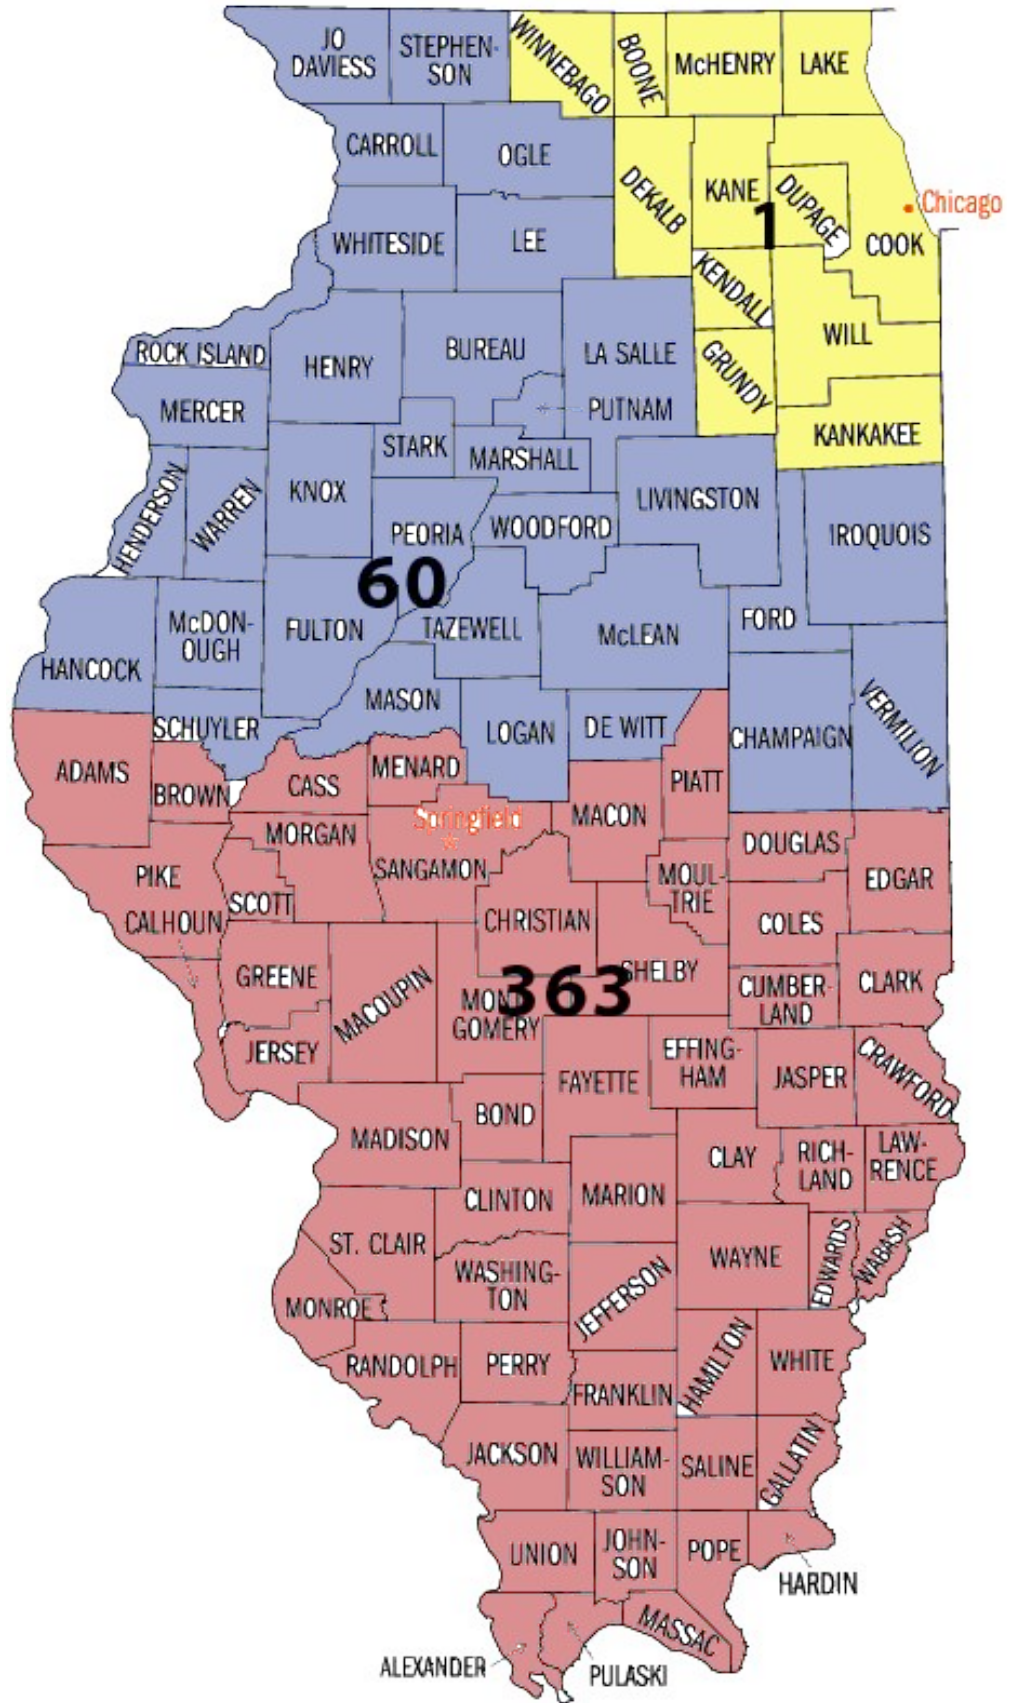 JO
DAVIESS
STEPHEN-
SON
WINNEBAGO
BOONE
McHENRY
LAKE
CARROLL
OGLE
DEKALB
KANE
DUPAGE
Chicago
COOK
1
WHITESIDE
LEE
KENDALL
WILL
ROCK ISLAND
HENRY
BUREAU
LA SALLE
GRUNDY
MERCER
PUTNAM
KANKAKEE
STARK
MARSHALL
HENDERSON
WARREN
KNOX
PEORIA
WOODFORD
LIVINGSTON
IROQUOIS
60
HANCOCK
McDON-
OUGH
FULTON
TAZEWELL
McLEAN
FORD
SCHUYLER
MASON
LOGAN
DE WITT
CHAMPAIGN
VERMILION
ADAMS
BROWN
CASS
MENARD
PIATT
Springfield
MACON
MORGAN
DOUGLAS
PIKE
SCOTT
SANGAMON
MOUL-
TRIE
EDGAR
CALHOUN
CHRISTIAN
COLES
GREENE
MACOUPIN
SHELBY
363
MONT
GOMERY
CUMBER-
LAND
CLARK
JERSEY
FAYETTE
EFFING-
HAM
JASPER
CRAWFORD
BOND
MADISON
CLAY
RICH-
LAND
LAW-
RENCE
CLINTON
MARION
ST. CLAIR
WAYNE
EDWARDS
WABASH
WASHING-
TON
JEFFERSON
MONROE
RANDOLPH
PERRY
HAMILTON
WHITE
FRANKLIN
JACKSON
WILLIAM-
SON
SALINE
GALLATIN
UNION
JOHN-
SON
POPE
HARDIN
MASSAC
ALEXANDER
PULASKI